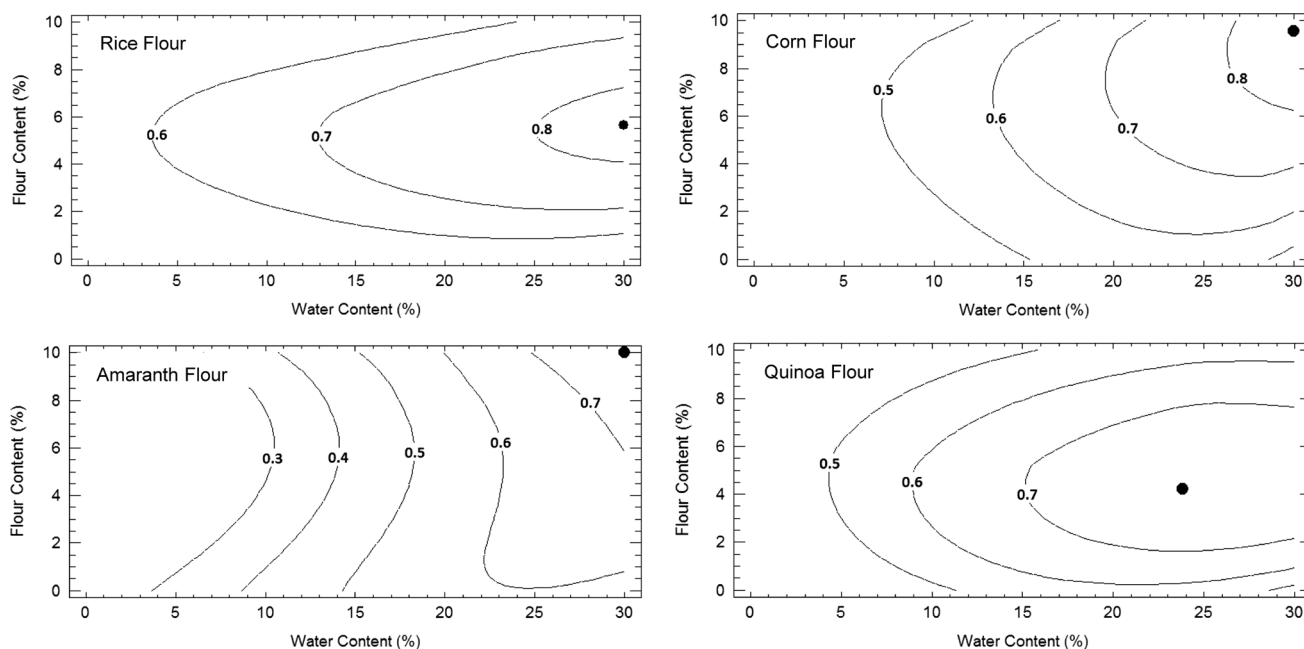 Rice Flour
Flour Content (%)
10
8
6
4
2
0
0.6
0.7
0.8
0 5 10 15 20 25 30
Water Content (%)
Corn Flour
Flour Content (%)
10
8
6
4
2
0
0.5
0.6
0.7
0.8
0 5 10 15 20 25 30
Water Content (%)
Amaranth Flour
Flour Content (%)
10
8
6
4
2
0
0.3
0.4
0.5
0.6
0.7
0 5 10 15 20 25 30
Water Content (%)
Quinoa Flour
Flour Content (%)
10
8
6
4
2
0
0.5
0.6
0.7
0 5 10 15 20 25 30
Water Content (%)